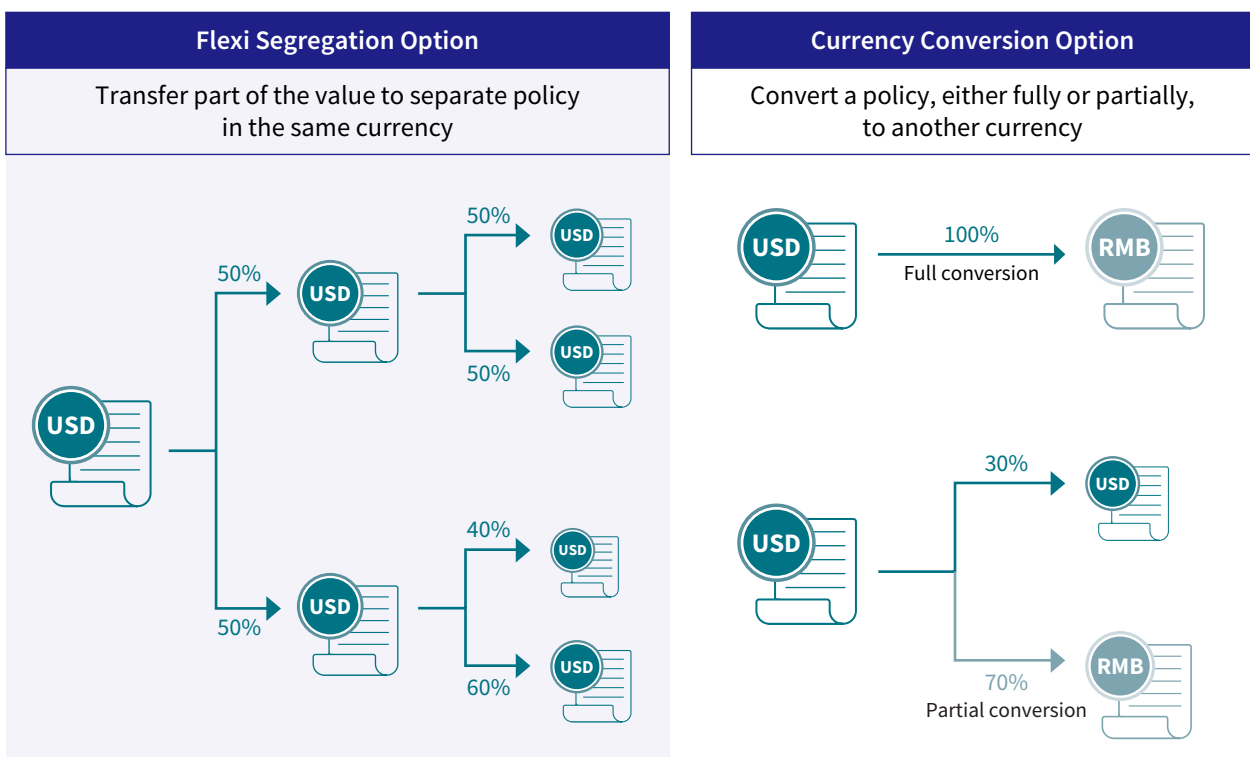 Flexi Segregation Option
Transfer part of the value to separate policy
in the same currency
USD
50%
USD
50%
USD
50%
USD
50%
USD
40%
USD
60%
USD
Currency Conversion Option
Convert a policy, either fully or partially,
to another currency
USD
100%
Full conversion
RMB
USD
30%
USD
70%
Partial conversion
RMB